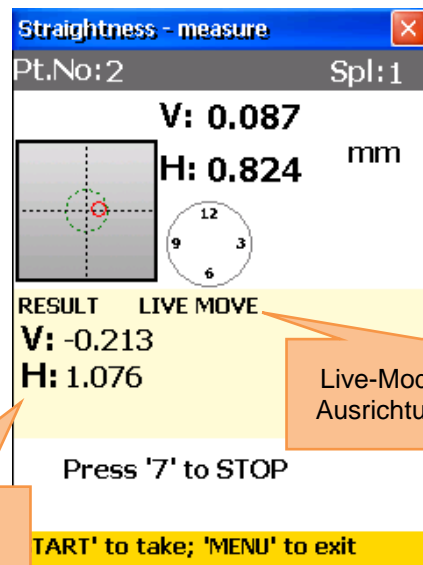 Straightness - measure
Pt.No:2 Spl:1
V: 0.087
H: 0.824 mm
12
9 3
6
RESULT LIVE MOVE
V: -0.213
H: 1.076
Press '7' to STOP
TART' to take; 'MENU' to exit